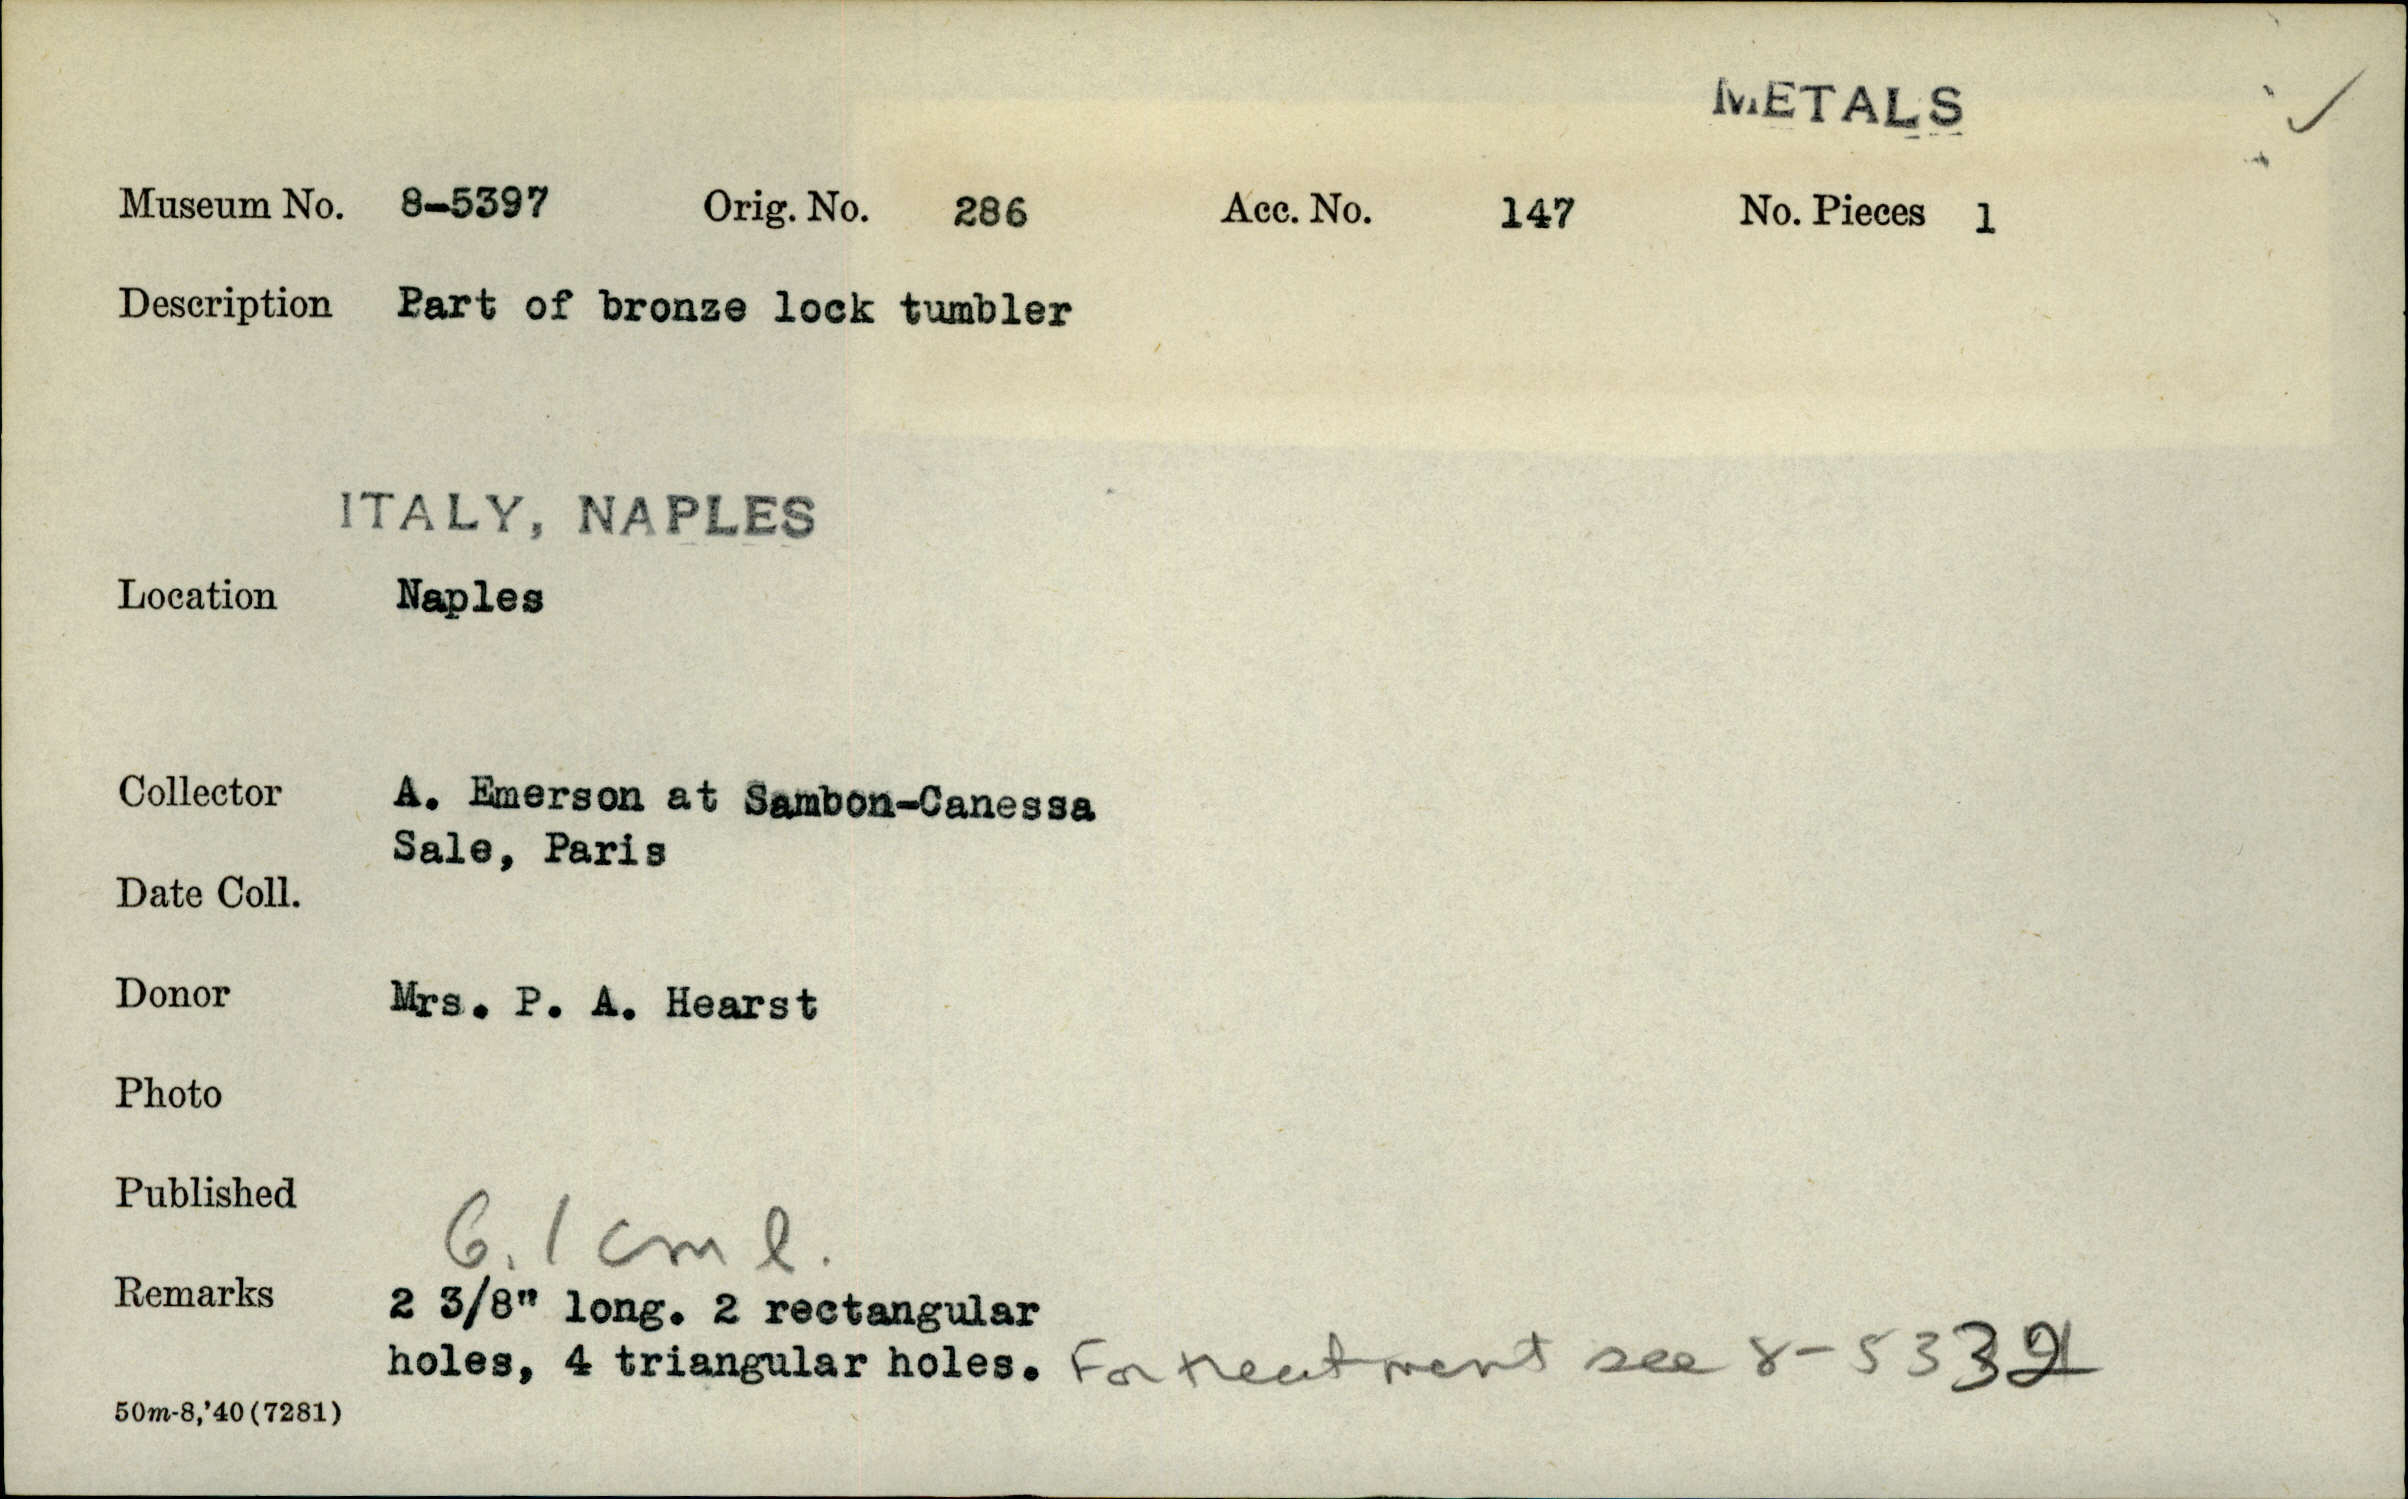 METALS
Museum No. 8-5397 Orig. No. 286 Acc. No. 147 No. Pieces 1
Description Part of bronze lock tumbler
ITALY, NAPLES
Location Naples
Collector A. Emerson at Sambon-Canessa
Sale, Paris
Date Coll.
Donor Mrs. P. A. Hearst
Photo
Published
6.1 cm l.
Remarks 2 3/8" long. 2 rectangular
holes, 4 triangular holes. For treatment see
50m-8,'40 (7281)